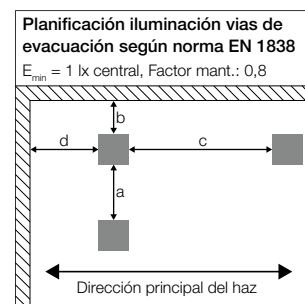 Planificación iluminación vias de
evacuación según norma EN 1838
Emin = 1 lx central, Factor mant.: 0,8
b
d
c
a
Dirección principal del haz